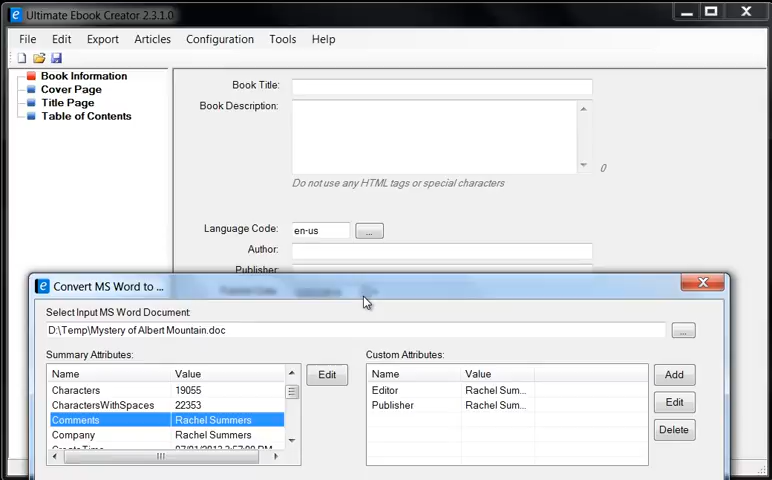 Ultimate Ebook Creator 2.3.1.0
File Edit Export Articles Configuration Tools Help
Book Information
Cover Page
Title Page
Table of Contents
Book Title:
Book Description:
0
Do not use any HTML tags or special characters
Language Code: en-us ...
Author:
Publisher
Convert MS Word to ...
Select Input MS Word Document:
D:\Temp\Mystery of Albert Mountain.doc ...
Summary Attributes: Custom Attributes:
Name Value Edit Name Value Add
Characters 19055 Editor Rachel Sum...
CharactersWithSpaces 22353 Publisher Rachel Sum... Edit
Comments Rachel Summers
Company Rachel Summers Delete